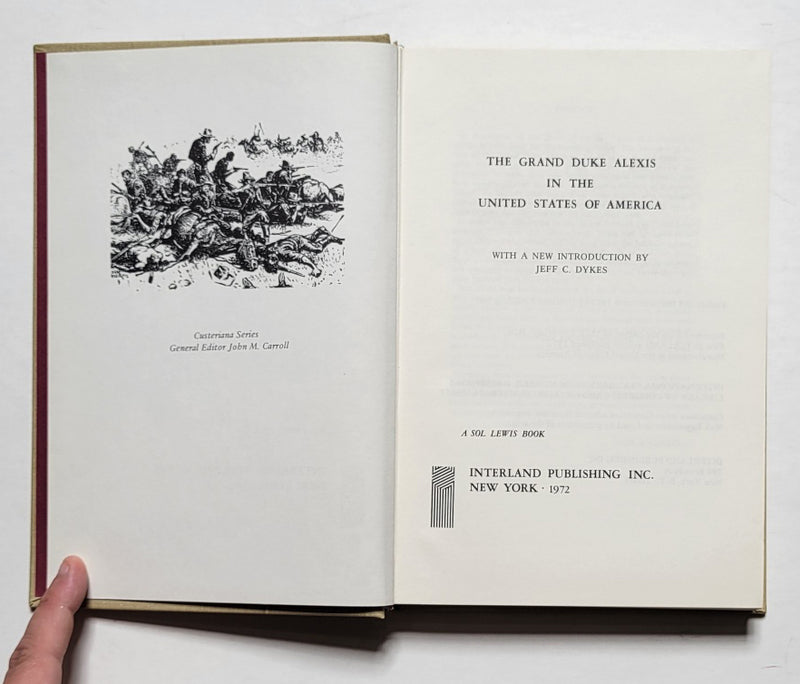 Custeriana Series
General Editor John M. Carroll
THE GRAND DUKE ALEXIS
IN THE
UNITED STATES OF AMERICA
WITH A NEW INTRODUCTION BY
JEFF C. DYKES
A SOL LEWIS BOOK
INTERLAND PUBLISHING INC.
NEW YORK · 1972